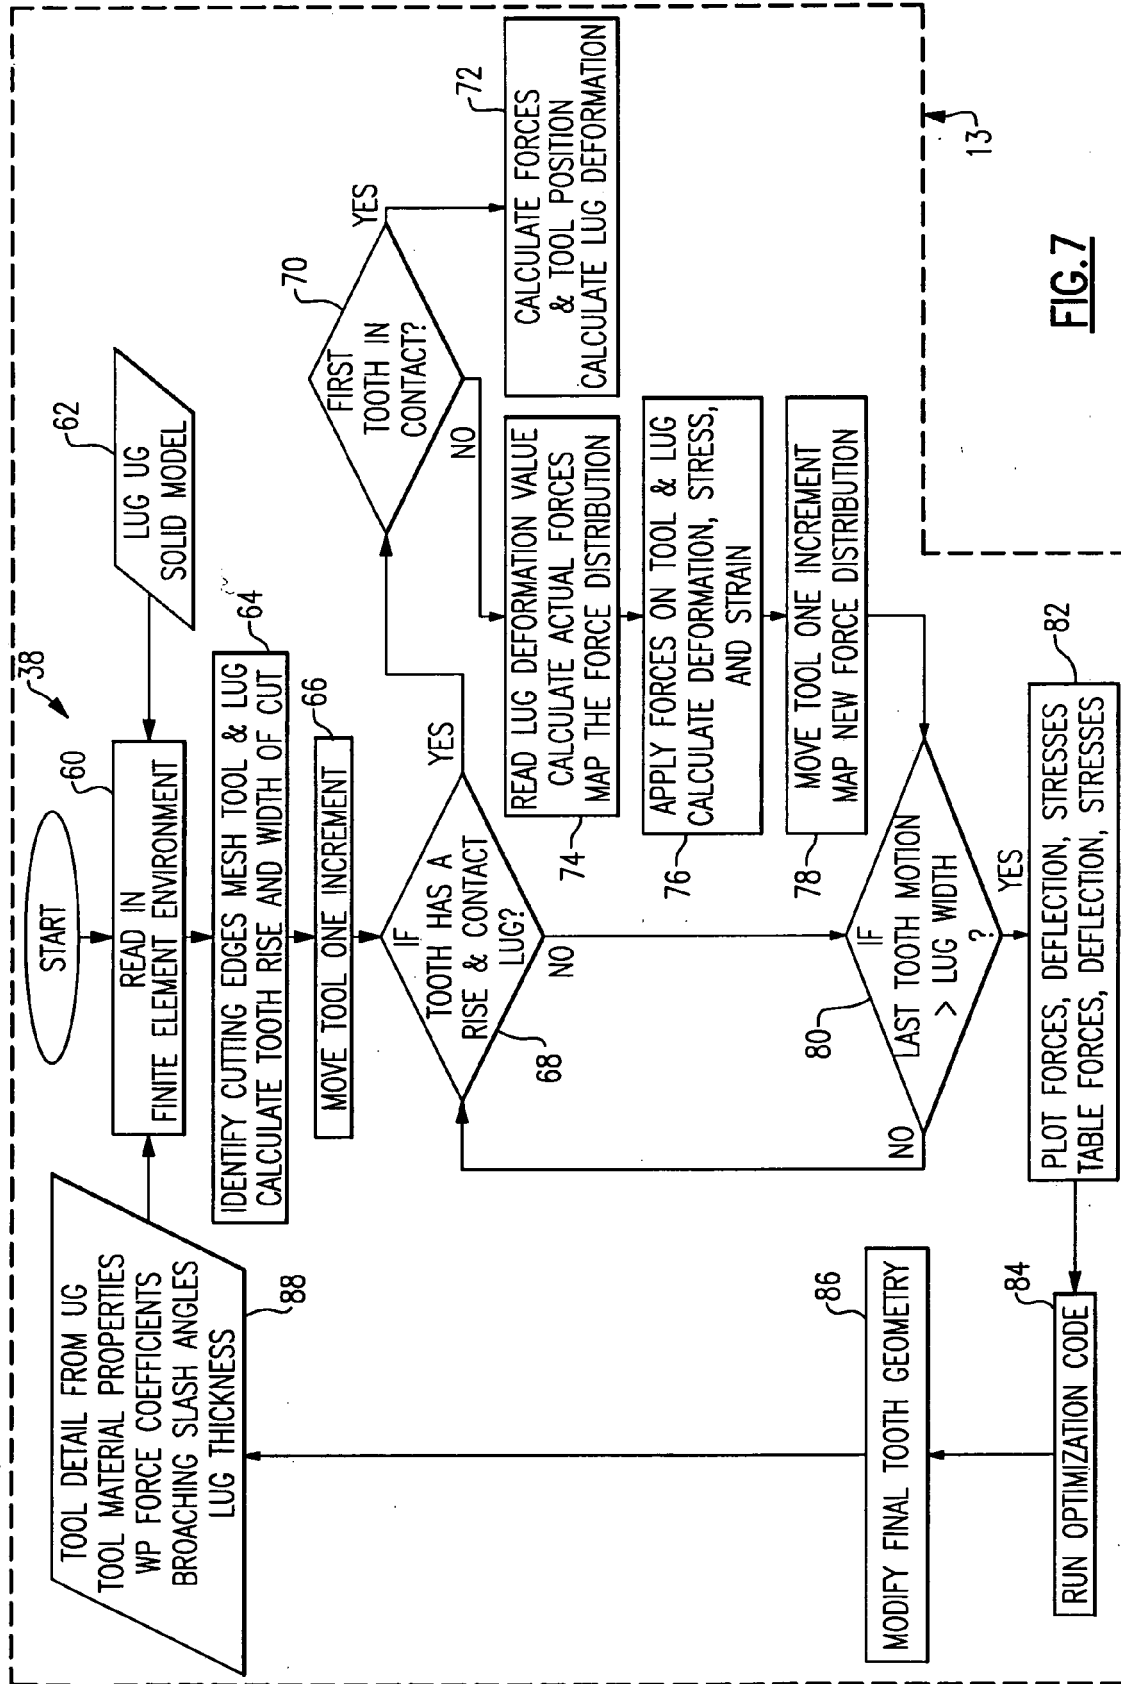 38
START
60
READ IN
FINITE ELEMENT ENVIRONMENT
62
LUG UG
SOLID MODEL
TOOL DETAIL FROM UG
TOOL MATERIAL PROPERTIES
WP FORCE COEFFICIENTS
BROACHING SLASH ANGLES
LUG THICKNESS
88
64
IDENTIFY CUTTING EDGES MESH TOOL & LUG
CALCULATE TOOTH RISE AND WIDTH OF CUT
66
MOVE TOOL ONE INCREMENT
IF
TOOTH HAS A
RISE & CONTACT
LUG?
68
YES
NO
70
FIRST
TOOTH IN
CONTACT?
YES
NO
72
CALCULATE FORCES
& TOOL POSITION
CALCULATE LUG DEFORMATION
READ LUG DEFORMATION VALUE
CALCULATE ACTUAL FORCES
MAP THE FORCE DISTRIBUTION
74
APPLY FORCES ON TOOL & LUG
CALCULATE DEFORMATION, STRESS,
AND STRAIN
76
MOVE TOOL ONE INCREMENT
MAP NEW FORCE DISTRIBUTION
78
IF
LAST TOOTH MOTION
> LUG WIDTH
?
80
NO
YES
82
PLOT FORCES, DEFLECTION, STRESSES
TABLE FORCES, DEFLECTION, STRESSES
84
RUN OPTIMIZATION CODE
86
MODIFY FINAL TOOTH GEOMETRY
13
FIG.7